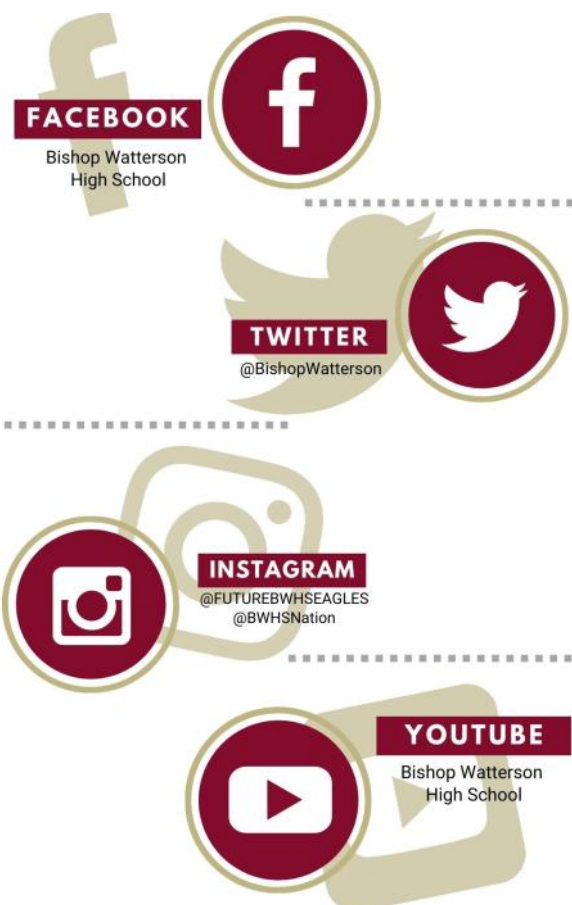 FACEBOOK
Bishop Watterson
High School
TWITTER
@BishopWatterson
INSTAGRAM
@FUTUREBWHSEAGLES
@BWHSNation
YOUTUBE
Bishop Watterson
High School